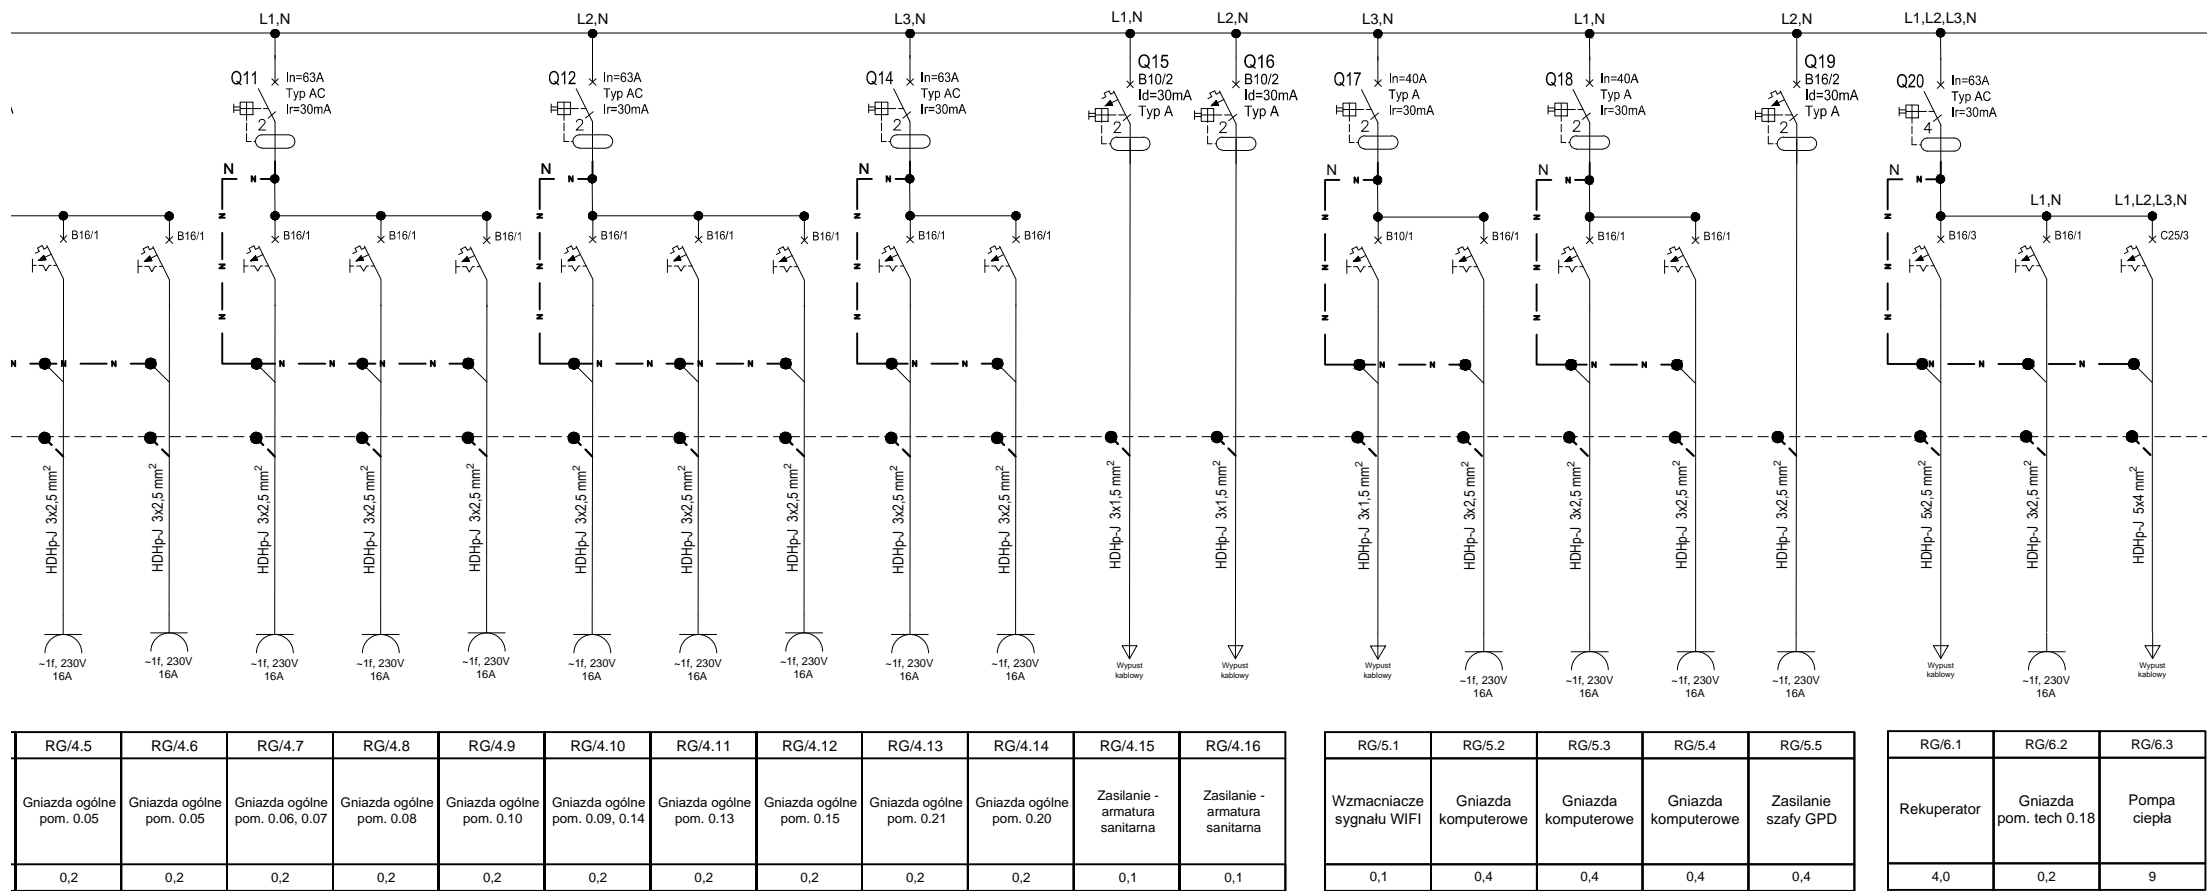 L1,N L2,N L3,N L1,N L2,N L3,N L1,N L2,N L1,L2,L3,N
Q11 In=63A
Typ AC
Ir=30mA
2
Q12 In=63A
Typ AC
Ir=30mA
2
Q14 In=63A
Typ AC
Ir=30mA
2
Q15
B10/2
Id=30mA
Typ A
2
Q16
B10/2
Id=30mA
Typ A
2
Q17 In=40A
Typ A
Ir=30mA
2
Q18 In=40A
Typ A
Ir=30mA
2
Q19
B16/2
Id=30mA
Typ A
2
Q20 In=63A
Typ AC
Ir=30mA
4
N N N N N N N N N N N N
L1,N L1,L2,L3,N
B16/1 B16/1 B16/1 B16/1 B16/1 B16/1 B16/1 B16/1 B16/1 B16/1 B10/1 B16/1 B16/1 B16/1 B16/3 B16/1 C25/3
N N N N N N
N N N N N N
N N N N N N
N N N N N N N N N N N N N N N N
HDHp-J 3x2,5 mm²
HDHp-J 3x2,5 mm²
HDHp-J 3x2,5 mm²
HDHp-J 3x2,5 mm²
HDHp-J 3x2,5 mm²
HDHp-J 3x2,5 mm²
HDHp-J 3x2,5 mm²
HDHp-J 3x2,5 mm²
HDHp-J 3x2,5 mm²
HDHp-J 3x2,5 mm²
HDHp-J 3x1,5 mm²
HDHp-J 3x1,5 mm²
HDHp-J 3x1,5 mm²
HDHp-J 3x2,5 mm²
HDHp-J 3x2,5 mm²
HDHp-J 3x2,5 mm²
HDHp-J 3x2,5 mm²
HDHp-J 5x2,5 mm²
HDHp-J 3x2,5 mm²
HDHp-J 5x4 mm²
~1f, 230V
16A
~1f, 230V
16A
~1f, 230V
16A
~1f, 230V
16A
~1f, 230V
16A
~1f, 230V
16A
~1f, 230V
16A
~1f, 230V
16A
~1f, 230V
16A
~1f, 230V
16A
Wypust
kablowy
Wypust
kablowy
Wypust
kablowy
~1f, 230V
16A
~1f, 230V
16A
~1f, 230V
16A
~1f, 230V
16A
Wypust
kablowy
~1f, 230V
16A
Wypust
kablowy
RG/4.5 RG/4.6 RG/4.7 RG/4.8 RG/4.9 RG/4.10 RG/4.11 RG/4.12 RG/4.13 RG/4.14 RG/4.15 RG/4.16 RG/5.1 RG/5.2 RG/5.3 RG/5.4 RG/5.5 RG/6.1 RG/6.2 RG/6.3
Gniazda ogólne
pom. 0.05
Gniazda ogólne
pom. 0.05
Gniazda ogólne
pom. 0.06, 0.07
Gniazda ogólne
pom. 0.08
Gniazda ogólne
pom. 0.10
Gniazda ogólne
pom. 0.09, 0.14
Gniazda ogólne
pom. 0.13
Gniazda ogólne
pom. 0.15
Gniazda ogólne
pom. 0.21
Gniazda ogólne
pom. 0.20
Zasilanie -
armatura
sanitarna
Zasilanie -
armatura
sanitarna
Wzmacniacze
sygnału WIFI
Gniazda
komputerowe
Gniazda
komputerowe
Gniazda
komputerowe
Zasilanie
szafy GPD
Rekuperator
Gniazda
pom. tech 0.18
Pompa
ciepła
0,2 0,2 0,2 0,2 0,2 0,2 0,2 0,2 0,2 0,2 0,1 0,1 0,1 0,4 0,4 0,4 0,4 4,0 0,2 9